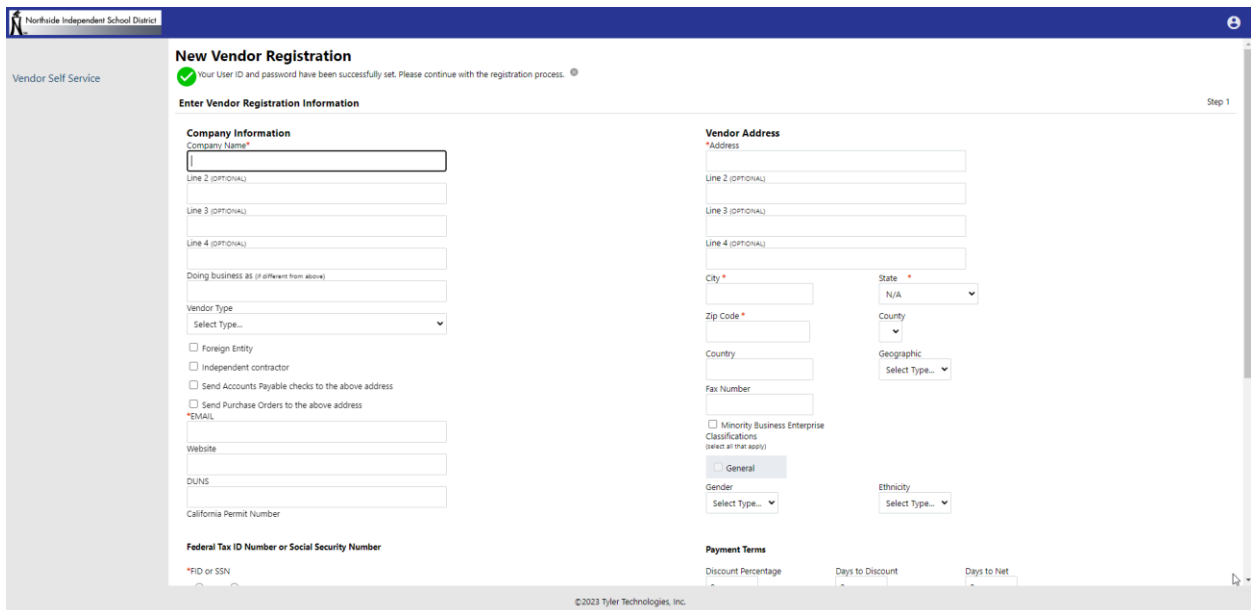 Northside Independent School District
Vendor Self Service
New Vendor Registration
Your User ID and password have been successfully set. Please continue with the registration process.
Enter Vendor Registration Information
Step 1
Company Information
Company Name*
Line 2 (OPTIONAL)
Line 3 (OPTIONAL)
Line 4 (OPTIONAL)
Doing business as (if different from above)
Vendor Type
Select Type...
Foreign Entity
Independent contractor
Send Accounts Payable checks to the above address
Send Purchase Orders to the above address
*EMAIL
Website
DUNS
California Permit Number
Federal Tax ID Number or Social Security Number
*FID or SSN
Vendor Address
*Address
Line 2 (OPTIONAL)
Line 3 (OPTIONAL)
Line 4 (OPTIONAL)
City * State *
N/A
Zip Code * County
Country Geographic
Select Type...
Fax Number
Minority Business Enterprise
Classifications
(select all that apply)
General
Gender Ethnicity
Select Type... Select Type...
Payment Terms
Discount Percentage Days to Discount Days to Net
©2023 Tyler Technologies, Inc.